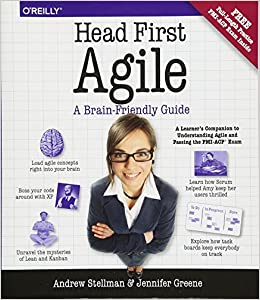 O'REILLY®
FREE
Full-Length Practice
PMI-ACP Exam Inside
Head First
Agile
A Brain-Friendly Guide
A Learner's Companion to
Understanding Agile and
Passing the PMI-ACP® Exam
Load agile concepts
right into your brain
Learn how Scrum
helped Amy keep her
users thrilled
Boss your code
around with XP
To Do
In Progress
Done
Unravel the mysteries
of Lean and Kanban
Explore how task
boards keep everybody
on track
Andrew Stellman & Jennifer Greene